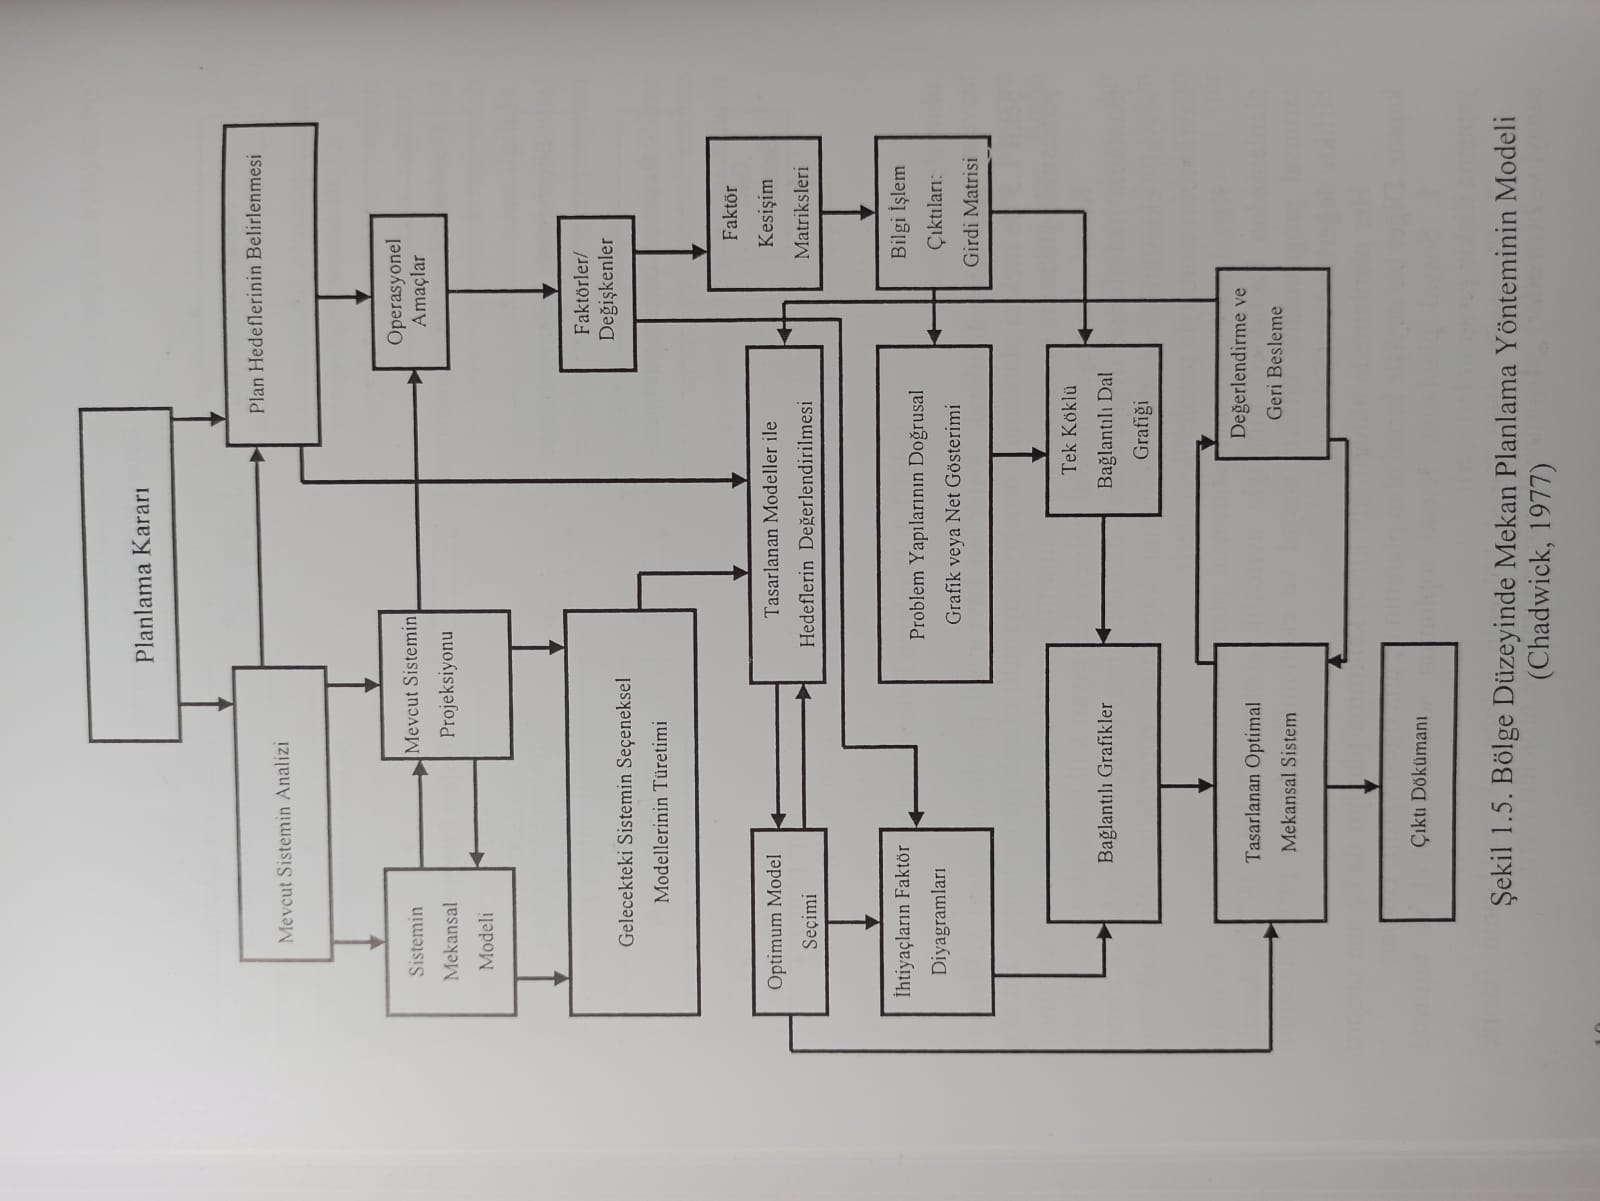 Planlama Kararı
Mevcut Sistemin Analizi
Plan Hedeflerinin Belirlenmesi
Sistemin
Mekansal
Modeli
Mevcut Sistemin
Projeksiyonu
Operasyonel
Amaçlar
Gelecekteki Sistemin Seçeneksel
Modellerinin Türetimi
Faktörler/
Değişkenler
Faktör
Kesişim
Matriksleri
Tasarlanan Modeller ile
Hedeflerin Değerlendirilmesi
Optimum Model
Seçimi
Bilgi İşlem
Çıktıları:
Girdi Matrisi
Problem Yapılarının Doğrusal
Grafik veya Net Gösterimi
İhtiyaçların Faktör
Diyagramları
Tek Köklü
Bağlantılı Dal
Grafiği
Bağlantılı Grafikler
Değerlendirme ve
Geri Besleme
Tasarlanan Optimal
Mekansal Sistem
Çıktı Dökümanı
Şekil 1.5. Bölge Düzeyinde Mekan Planlama Yönteminin Modeli
(Chadwick, 1977)